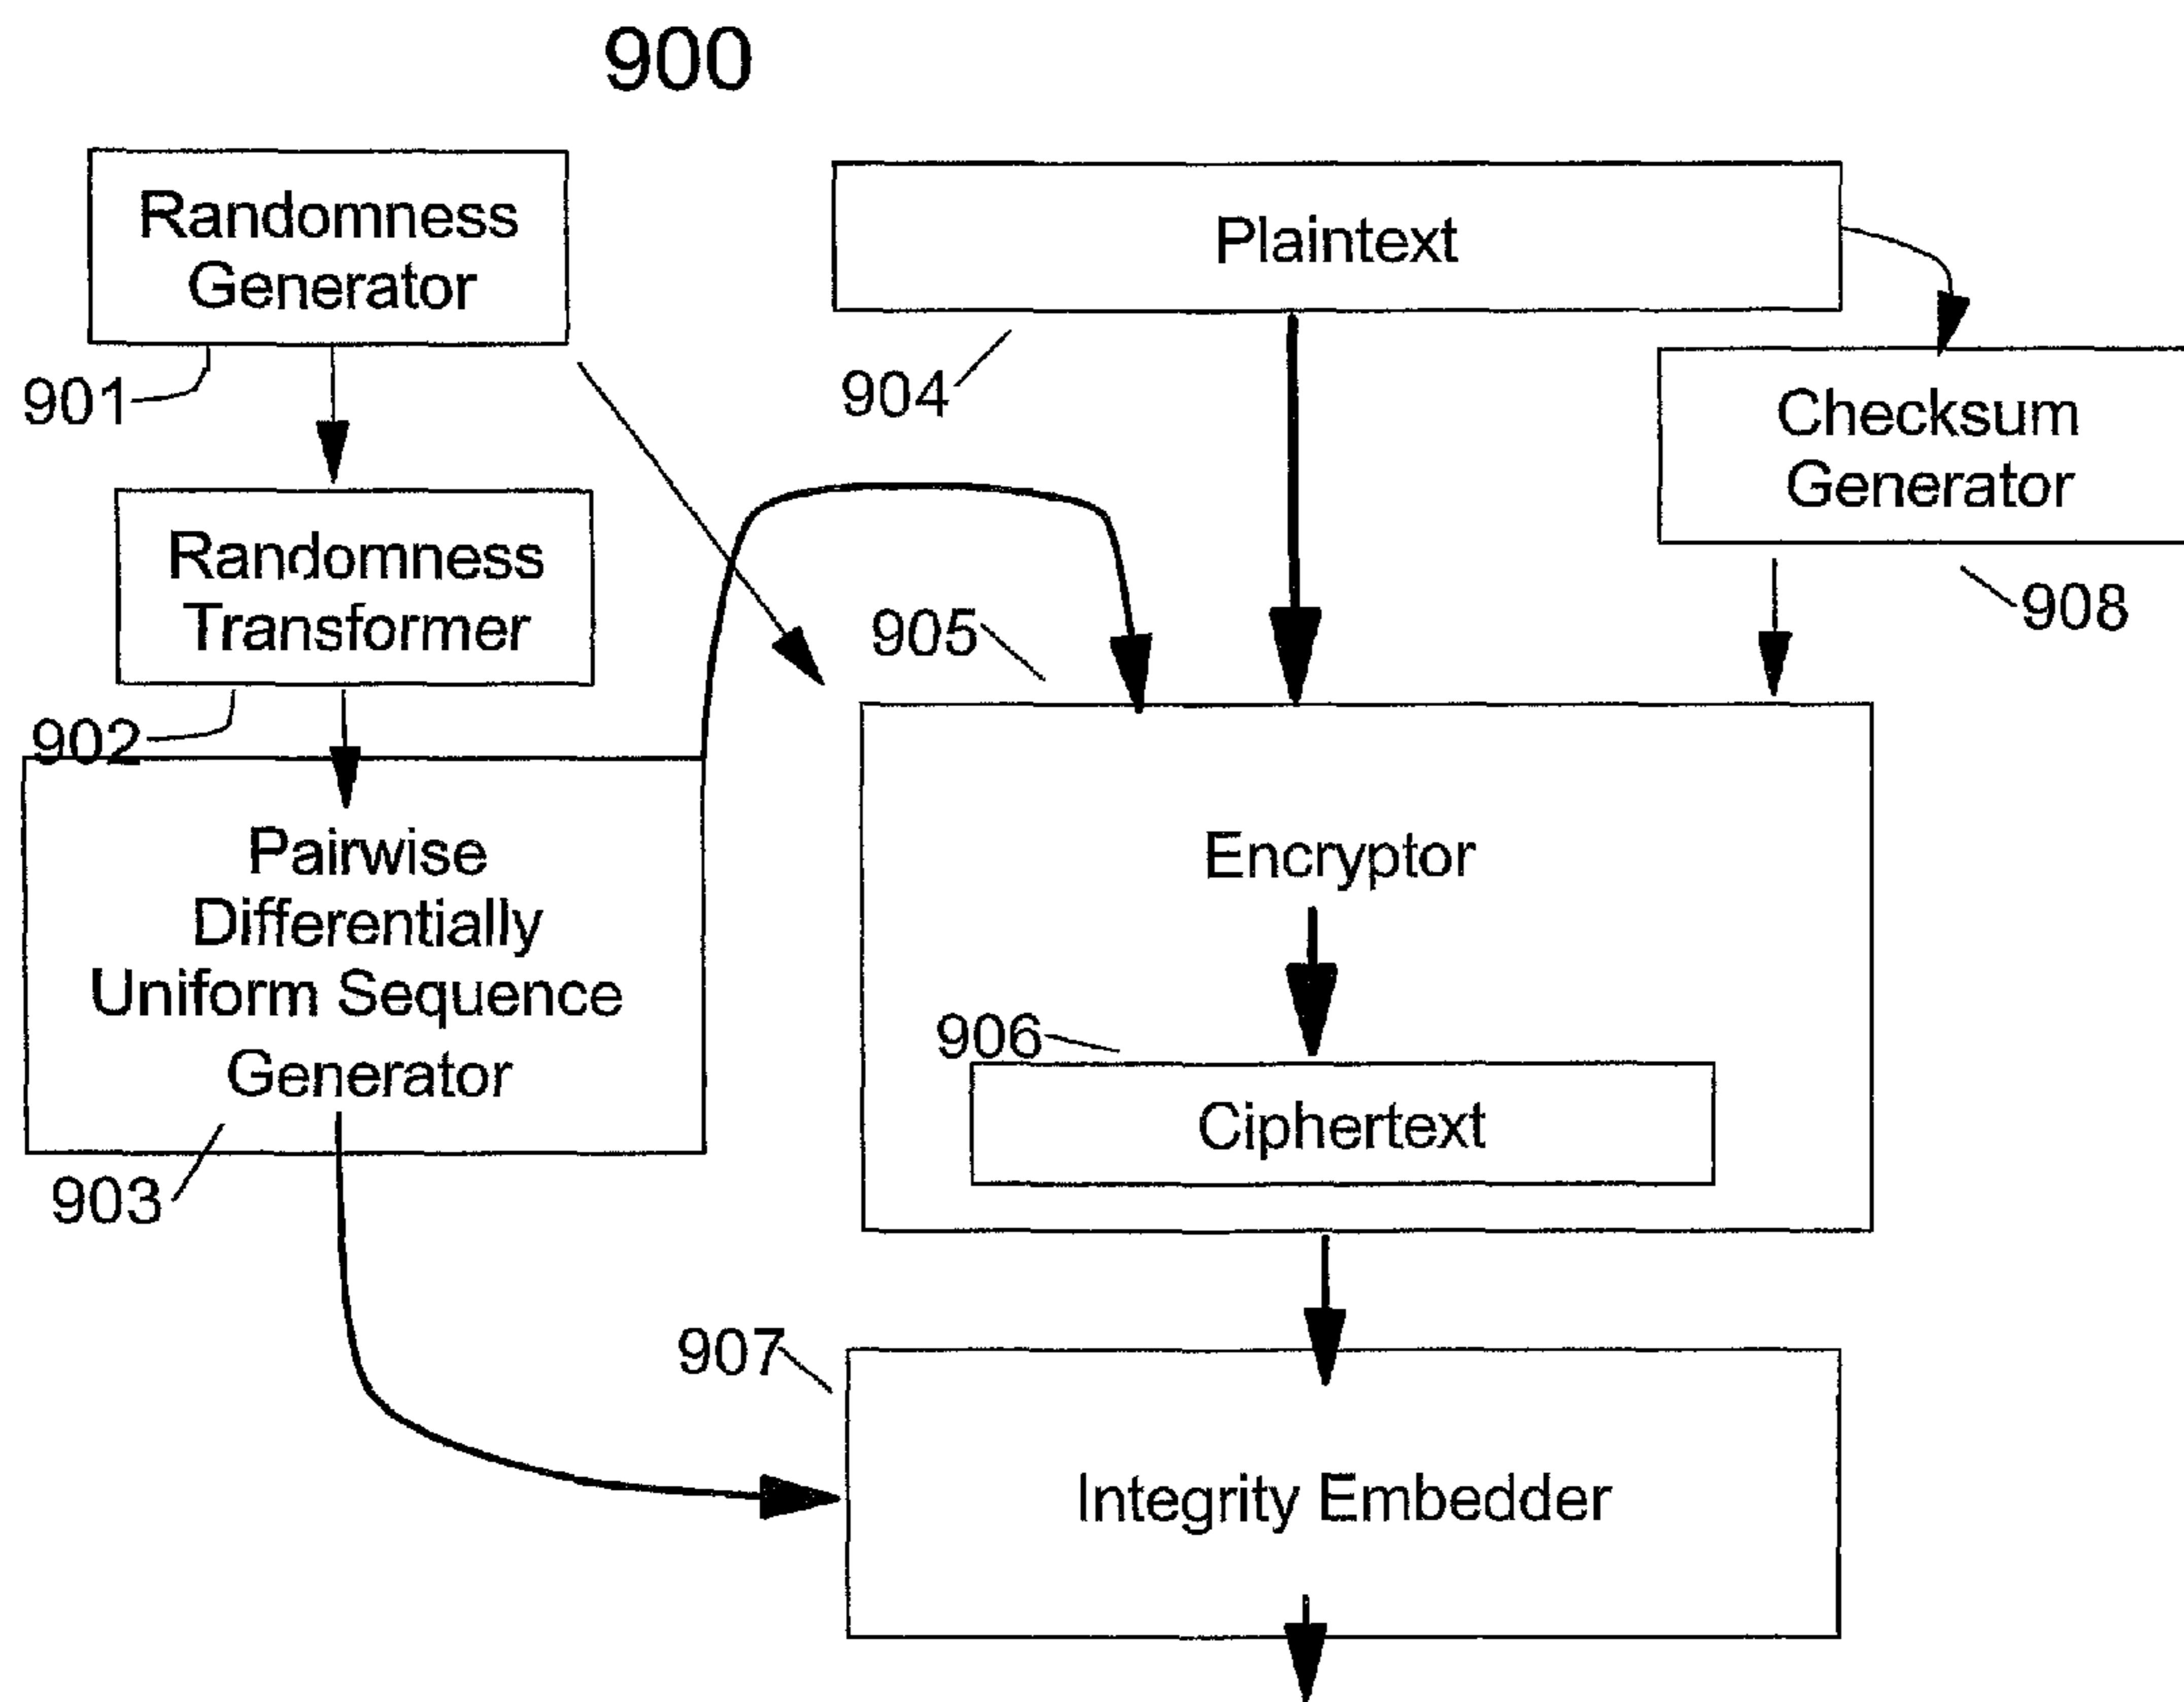 900
Randomness
Generator
901
Plaintext
904
Checksum
Generator
908
Randomness
Transformer
902
905
Pairwise
Differentially
Uniform Sequence
Generator
903
Encryptor
906
Ciphertext
907
Integrity Embedder